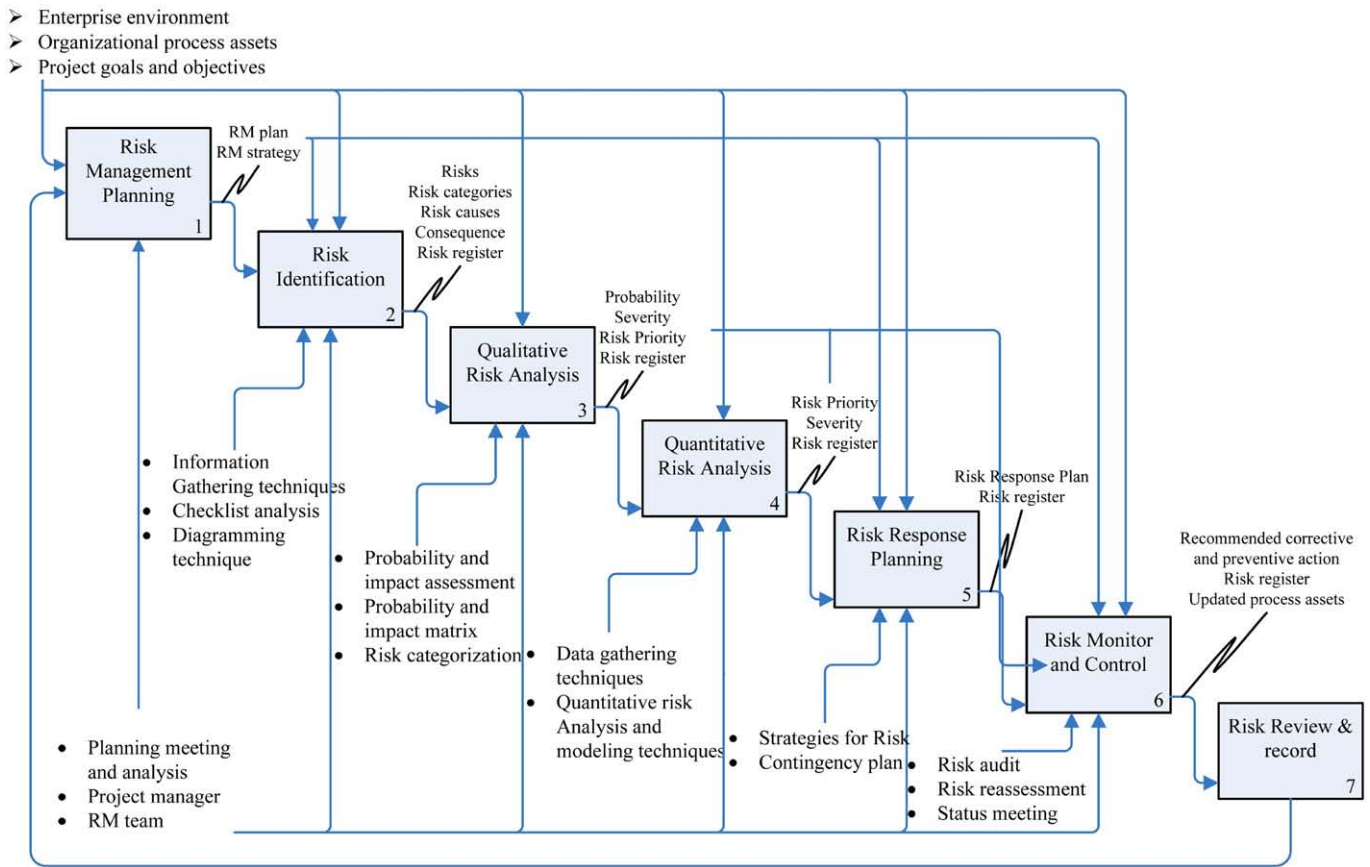 ➢ Enterprise environment
➢ Organizational process assets
➢ Project goals and objectives
Risk
Management
Planning
1
RM plan
RM strategy
Risk
Identification
2
Risks
Risk categories
Risk causes
Consequence
Risk register
Qualitative
Risk Analysis
3
Probability
Severity
Risk Priority
Risk register
Quantitative
Risk Analysis
4
Risk Priority
Severity
Risk register
Risk Response
Planning
5
Risk Response Plan
Risk register
Risk Monitor
and Control
6
Recommended corrective
and preventive action
Risk register
Updated process assets
Risk Review &
record
7
• Information
Gathering techniques
• Checklist analysis
• Diagramming
technique
• Probability and
impact assessment
• Probability and
impact matrix
• Risk categorization
• Data gathering
techniques
• Quantitative risk
Analysis and
modeling techniques
• Strategies for Risk
• Contingency plan
• Risk audit
• Risk reassessment
• Status meeting
• Planning meeting
and analysis
• Project manager
• RM team